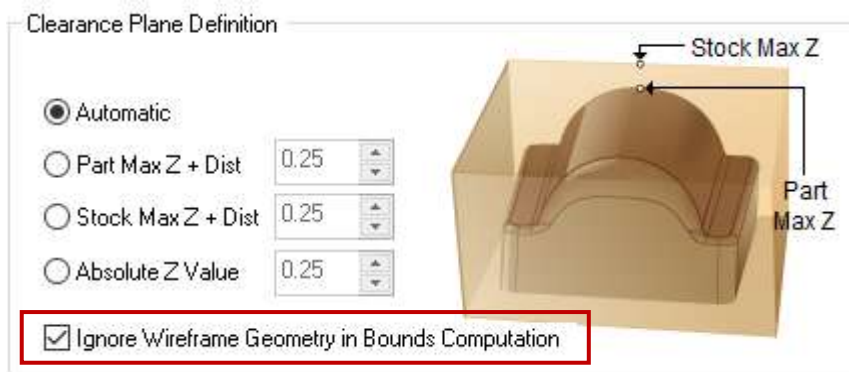 Clearance Plane Definition
Stock Max Z
Automatic
Part Max Z + Dist 0.25
Stock Max Z + Dist 0.25
Part
Max Z
Absolute Z Value 0.25
Ignore Wireframe Geometry in Bounds Computation